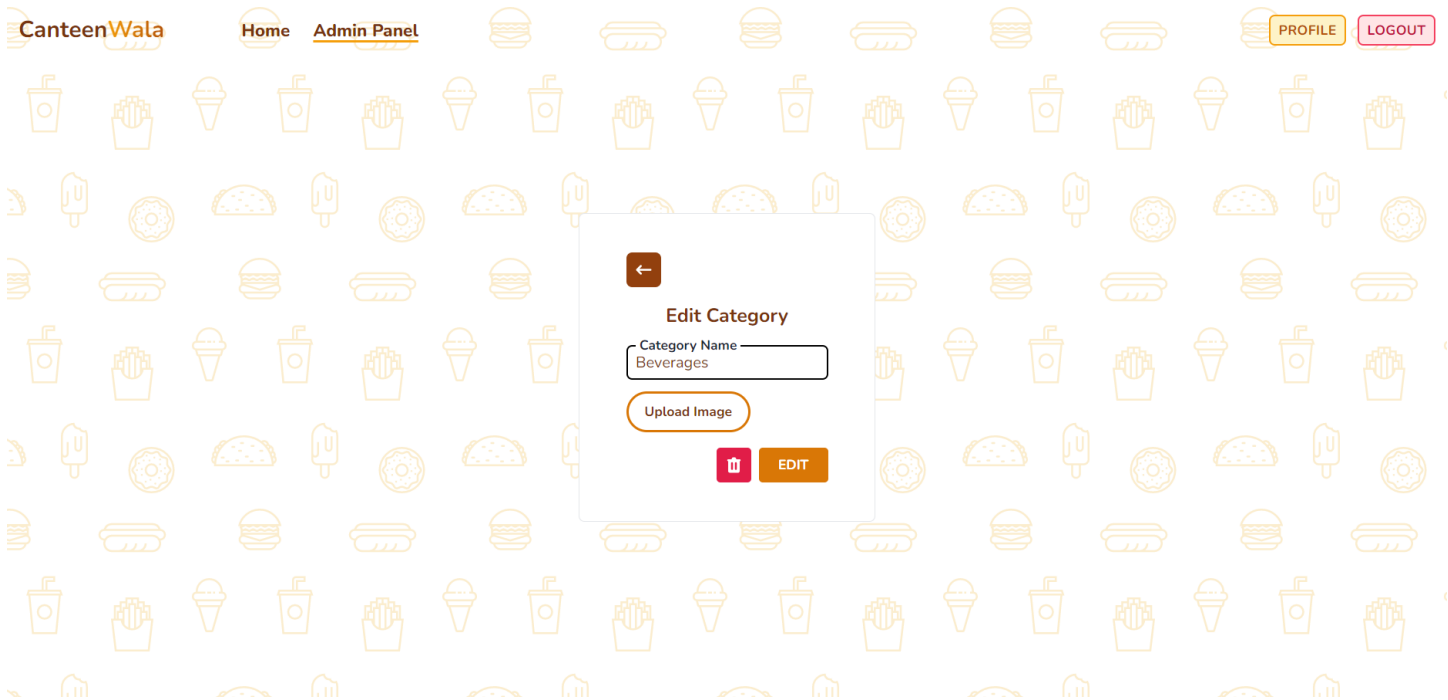 CanteenWala
Home
Admin Panel
PROFILE
LOGOUT
Edit Category
Category Name
Beverages
Upload Image
EDIT